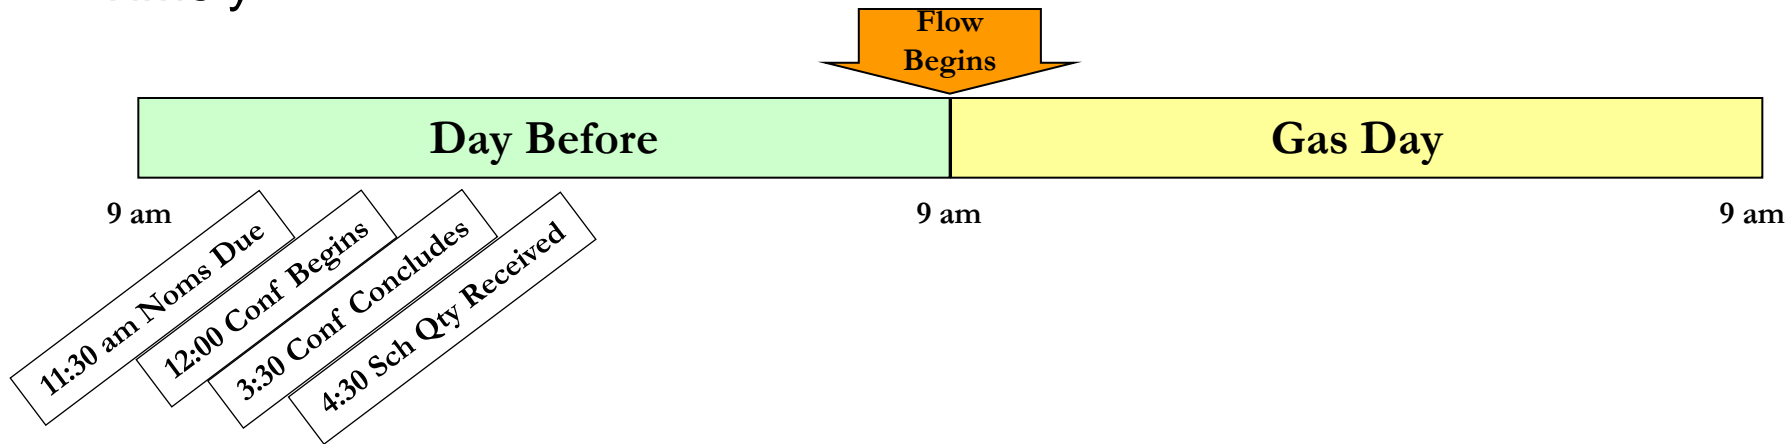 Flow
Begins
Day Before
Gas Day
9 am
9 am
9 am
11:30 am Noms Due
12:00 Conf Begins
3:30 Conf Concludes
4:30 Sch Qty Received